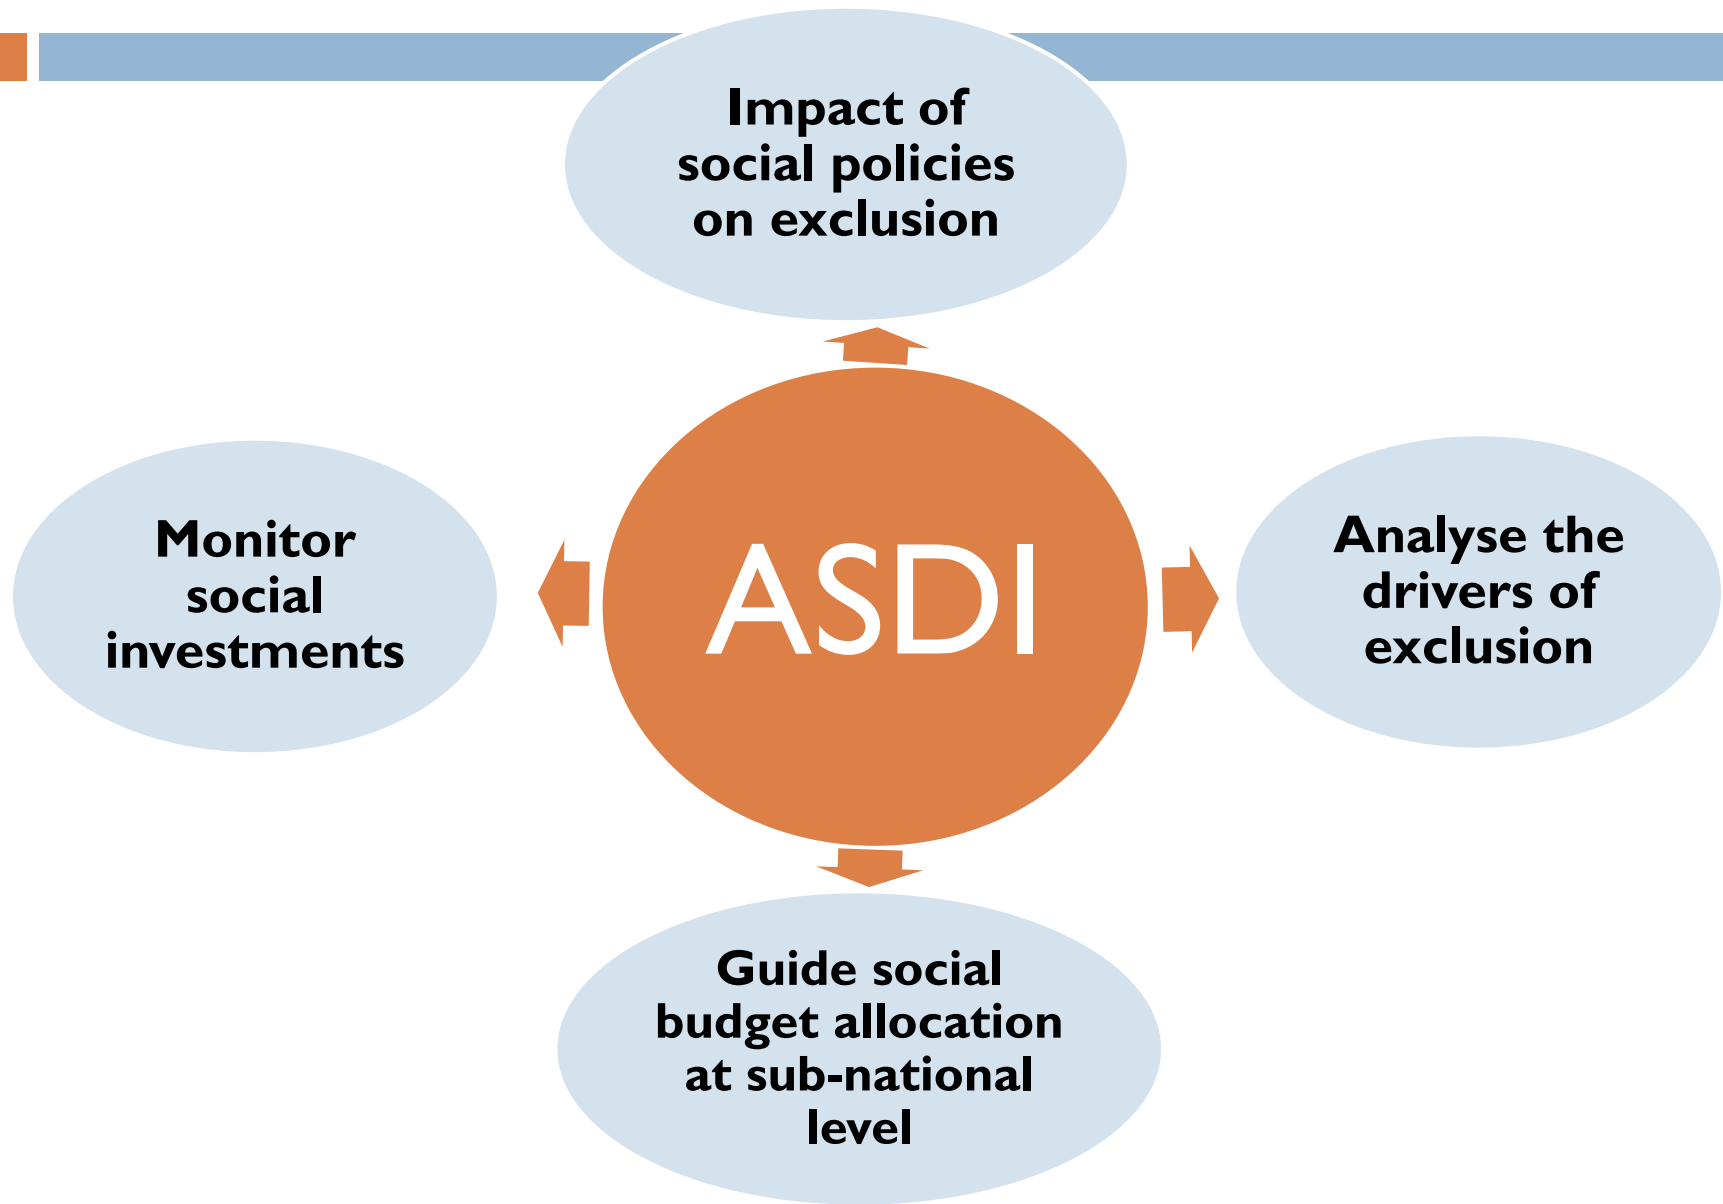 Impact of
social policies
on exclusion
Monitor
social
investments
ASDI
Analyse the
drivers of
exclusion
Guide social
budget allocation
at sub-national
level